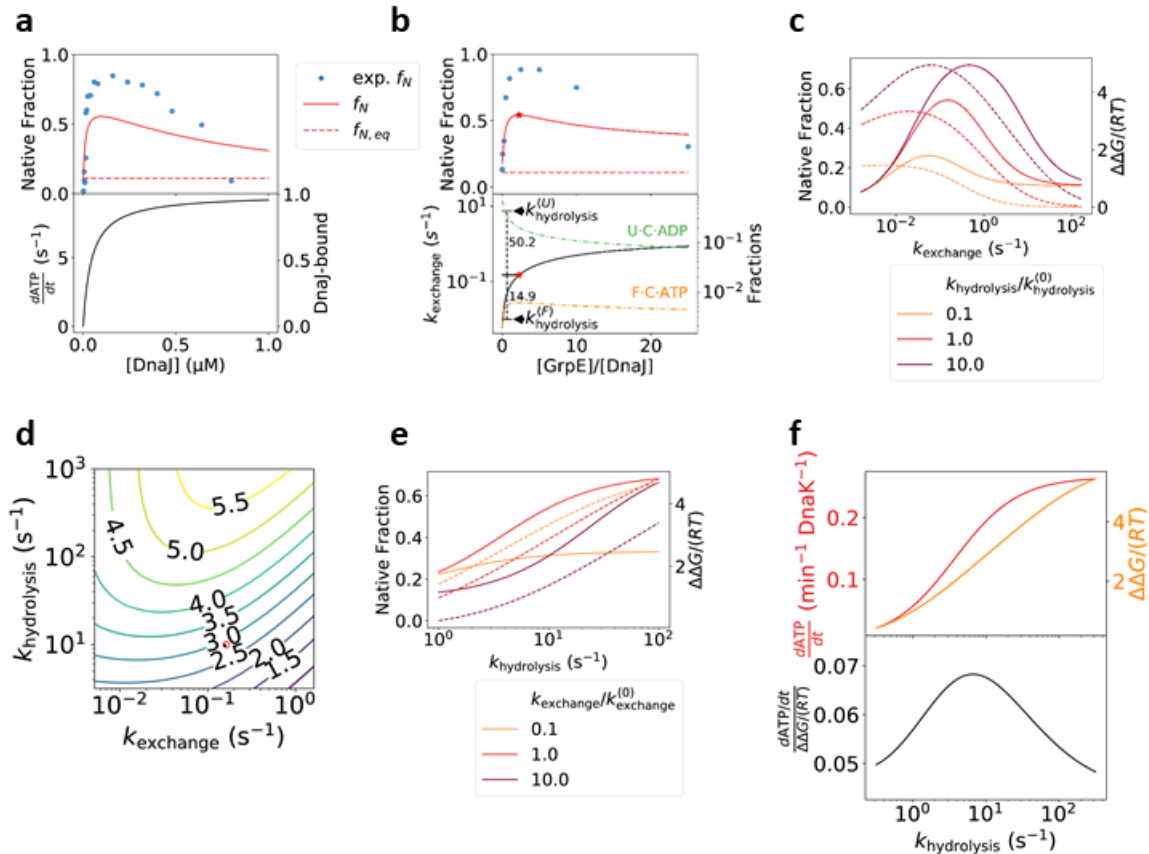 a
Native Fraction
1.0
0.5
0.0
exp. f_N
f_N
f_{N,eq}
dATP/dt (s⁻¹)
5
0
1.0
0.5
0.0
DnaJ-bound
0.0 0.5 1.0
[DnaJ] (μM)
b
Native Fraction
1.0
0.5
0.0
k_exchange (s⁻¹)
10¹
10⁻¹
k^(U)_hydrolysis
50.2
U·C·ADP
14.9
F·C·ATP
k^(F)_hydrolysis
10⁻¹
10⁻²
Fractions
0 10 20
[GrpE]/[DnaJ]
c
Native Fraction
0.6
0.4
0.2
0.0
4
2
0
ΔΔG/(RT)
10⁻² 10⁰ 10²
k_exchange (s⁻¹)
k_hydrolysis/k^(0)_hydrolysis
0.1
1.0
10.0
d
k_hydrolysis (s⁻¹)
10³
10²
10¹
4.5
5.5
5.0
4.0
3.5
3.0
2.5
2.0
1.5
10⁻² 10⁻¹ 10⁰
k_exchange (s⁻¹)
e
Native Fraction
0.6
0.4
0.2
0.0
4
2
ΔΔG/(RT)
10⁰ 10¹ 10²
k_hydrolysis (s⁻¹)
k_exchange/k^(0)_exchange
0.1
1.0
10.0
f
dATP/dt (min⁻¹ DnaK⁻¹)
0.2
0.1
4
2
ΔΔG/(RT)
dATP/dt / ΔΔG/(RT)
0.07
0.06
0.05
10⁰ 10¹ 10²
k_hydrolysis (s⁻¹)